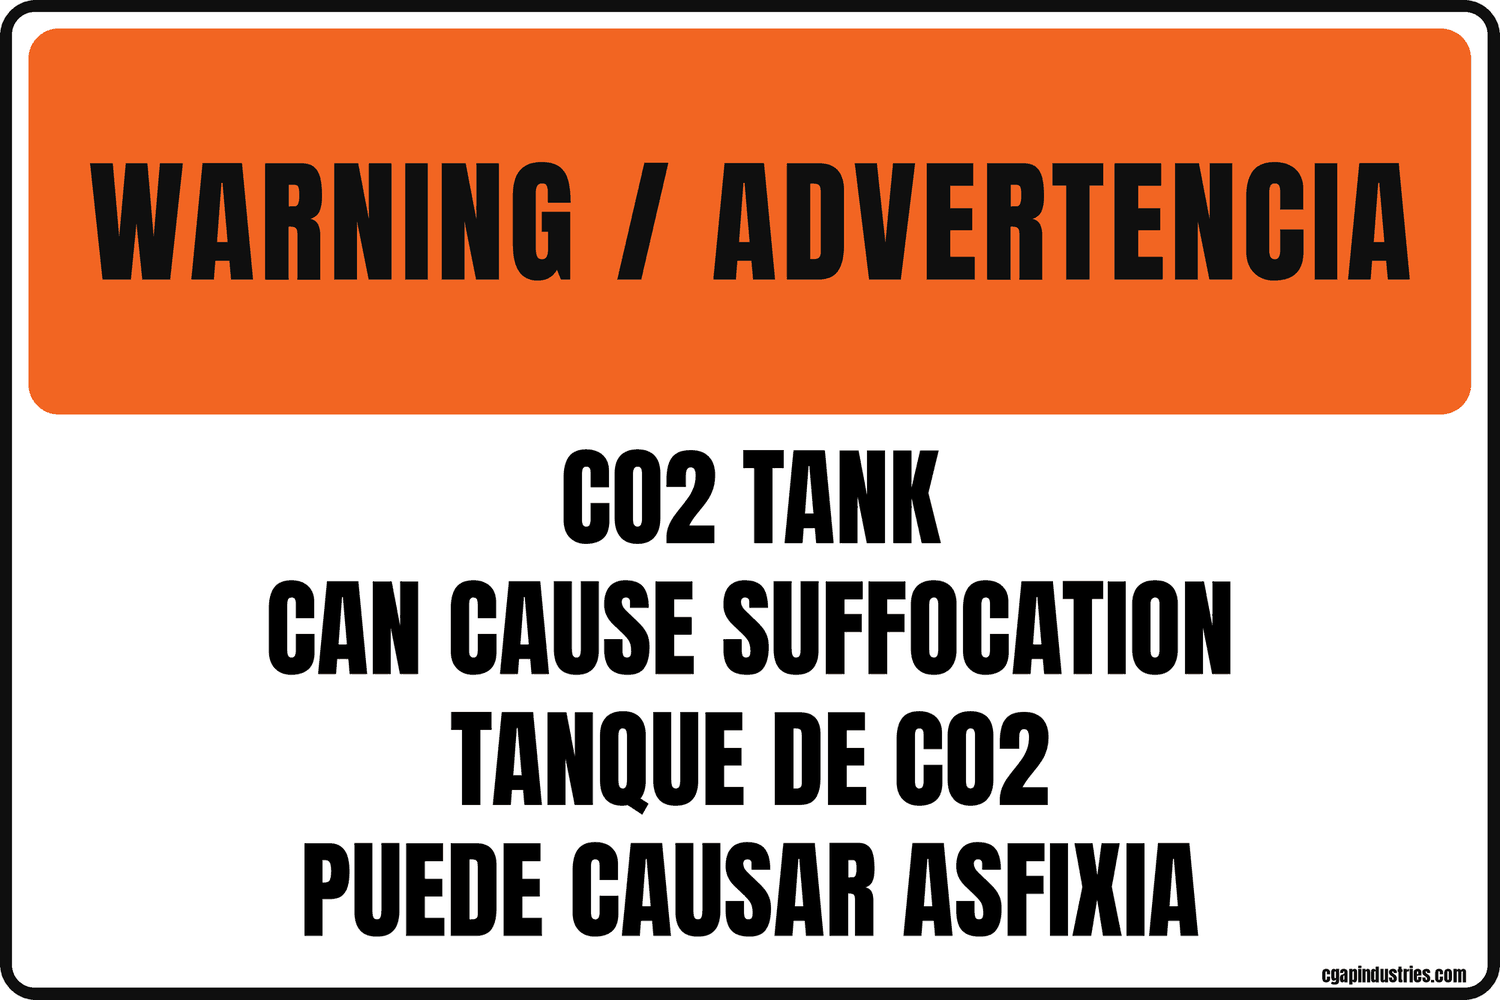 WARNING / ADVERTENCIA
CO2 TANK
CAN CAUSE SUFFOCATION
TANQUE DE CO2
PUEDE CAUSAR ASFIXIA
cgapindustries.com